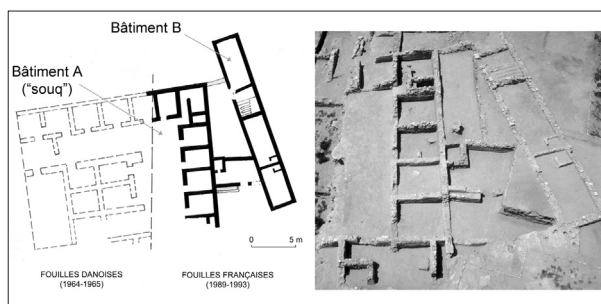 Bâtiment B
Bâtiment A
("souq")
0 5 m
FOUILLES DANOISES
(1964-1965)
FOUILLES FRANÇAISES
(1989-1993)